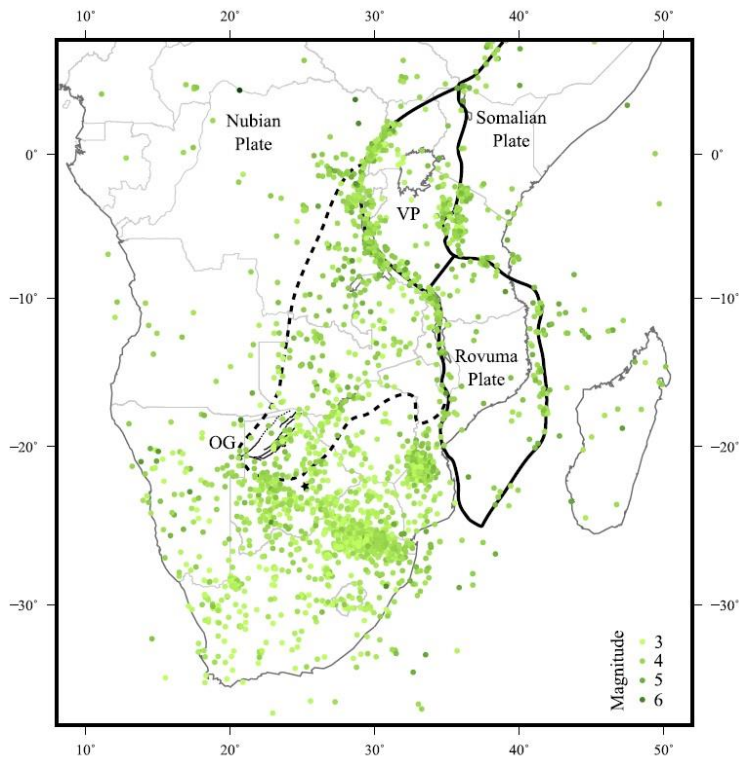 10˚ 20˚ 30˚ 40˚ 50˚
Nubian
Plate
Somalian
Plate
0˚ 0˚
VP
−10˚ −10˚
Rovuma
Plate
OG
−20˚ −20˚
−30˚ −30˚
Magnitude
3
4
5
6
10˚ 20˚ 30˚ 40˚ 50˚